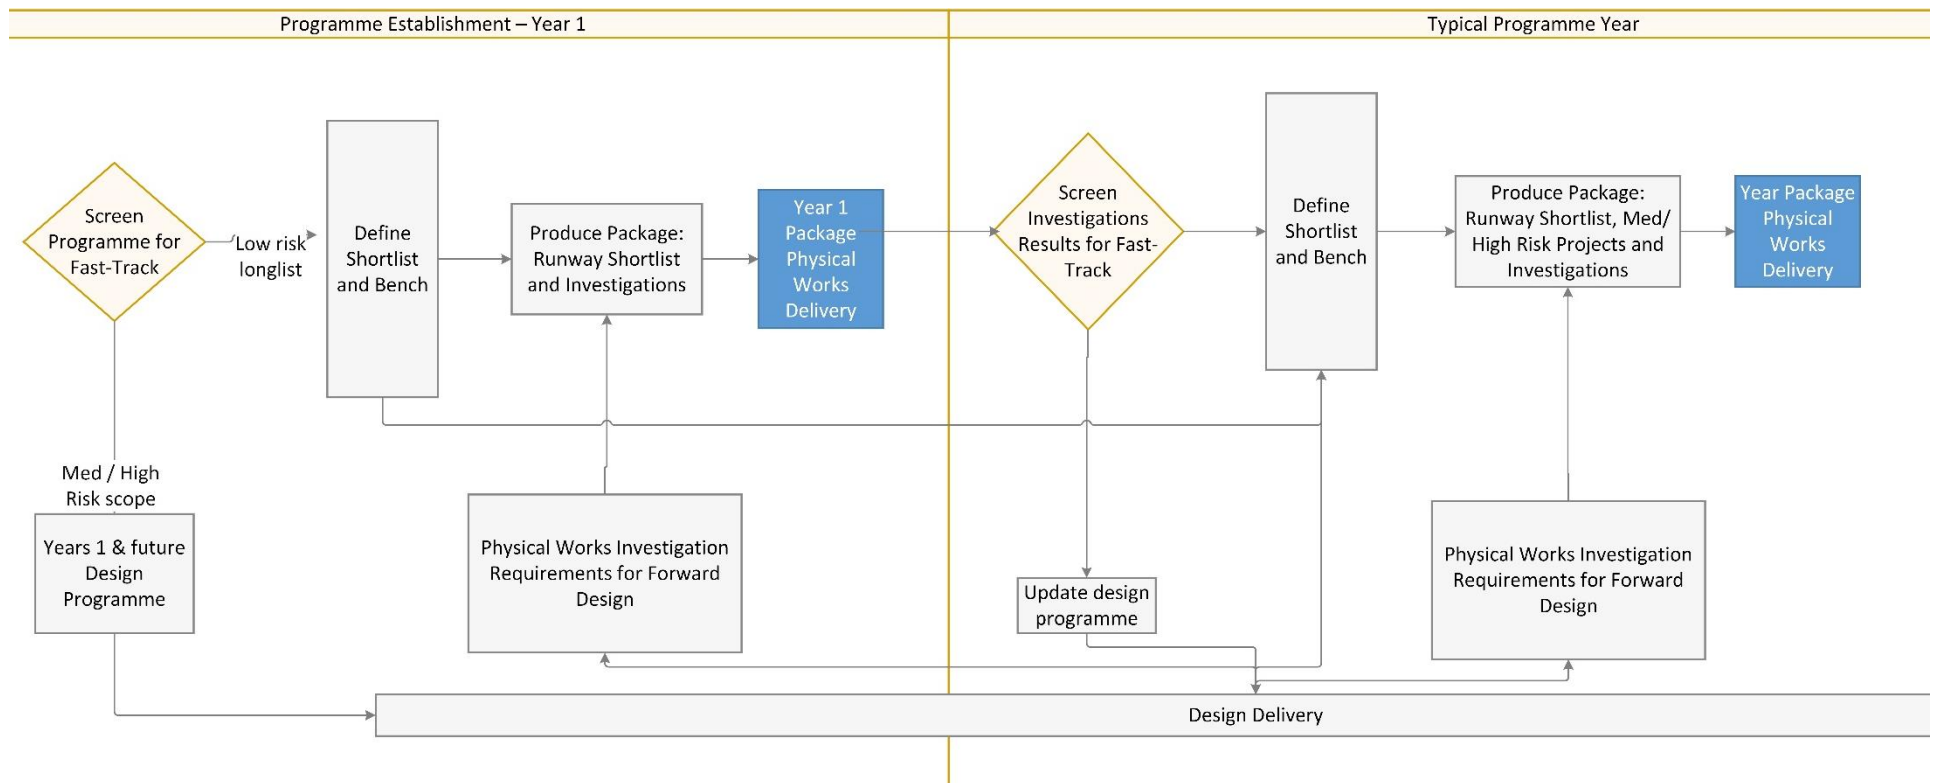 Programme Establishment – Year 1
Typical Programme Year
Screen
Programme for
Fast-Track
Low risk
longlist
Define
Shortlist
and Bench
Produce Package:
Runway Shortlist
and Investigations
Year 1
Package
Physical
Works
Delivery
Screen
Investigations
Results for Fast-
Track
Define
Shortlist
and Bench
Produce Package:
Runway Shortlist, Med/
High Risk Projects and
Investigations
Year Package
Physical
Works
Delivery
Med / High
Risk scope
Years 1 & future
Design
Programme
Physical Works Investigation
Requirements for Forward
Design
Update design
programme
Physical Works Investigation
Requirements for Forward
Design
Design Delivery